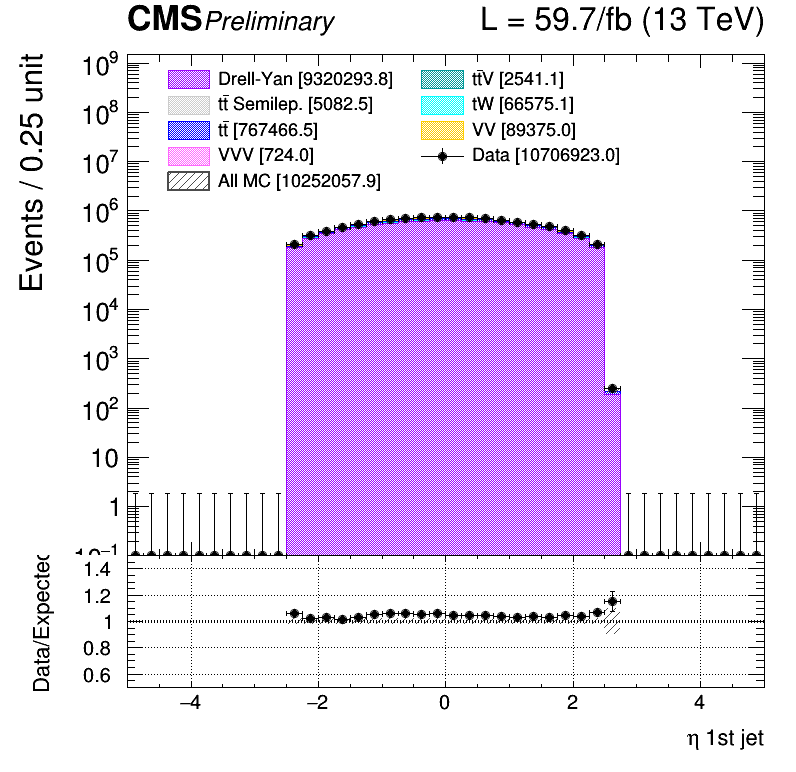 CMS Preliminary L = 59.7/fb (13 TeV)
Events / 0.25 unit
Drell-Yan [9320293.8] tt̄V [2541.1]
tt̄ Semilep. [5082.5] tW [66575.1]
tt̄ [767466.5] VV [89375.0]
VVV [724.0] Data [10706923.0]
All MC [10252057.9]
10⁹
10⁸
10⁷
10⁶
10⁵
10⁴
10³
10²
10
1
10⁻¹
Data/Expected
1.4
1.2
1
0.8
0.6
−4 −2 0 2 4
η 1st jet